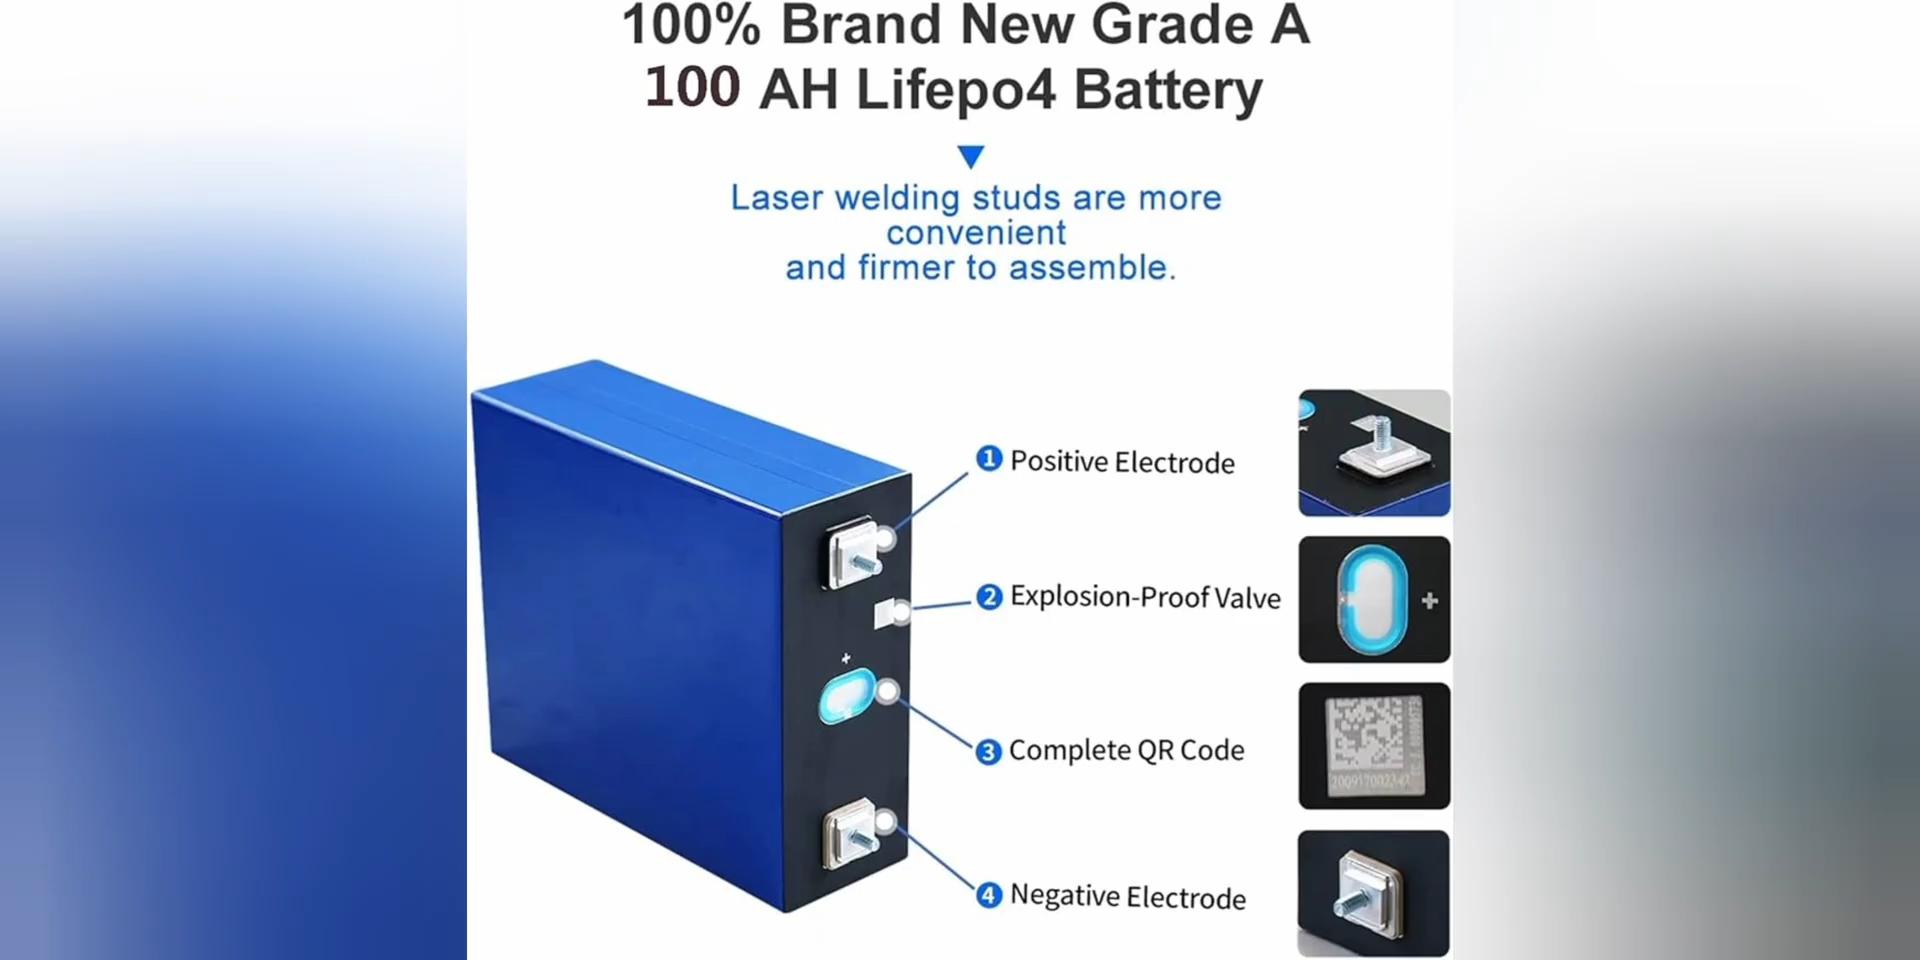 100% Brand New Grade A
100 AH Lifepo4 Battery
Laser welding studs are more
convenient
and firmer to assemble.
1 Positive Electrode
2 Explosion-Proof Valve
3 Complete QR Code
4 Negative Electrode